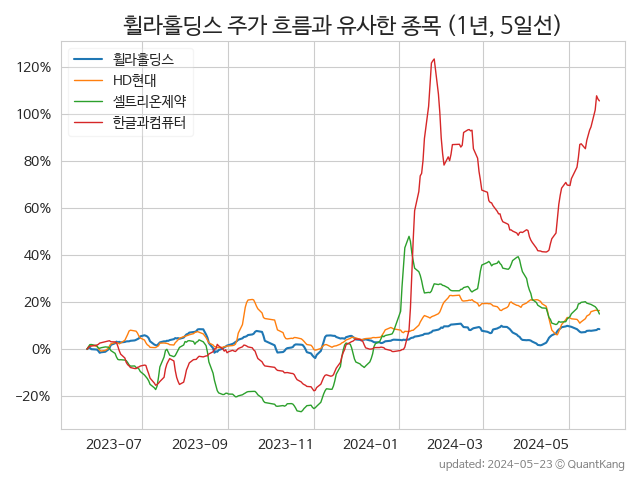 휠라홀딩스 주가 흐름과 유사한 종목 (1년, 5일선)
휠라홀딩스
HD현대
셀트리온제약
한글과컴퓨터
120%
100%
80%
60%
40%
20%
0%
−20%
2023-07 2023-09 2023-11 2024-01 2024-03 2024-05
updated: 2024-05-23 © QuantKang